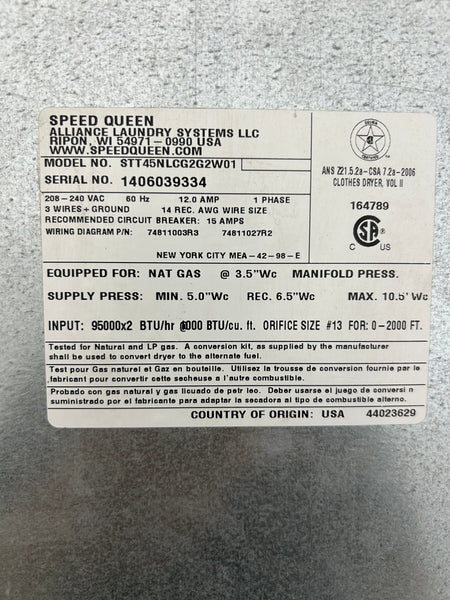 SPEED QUEEN
ALLIANCE LAUNDRY SYSTEMS LLC
RIPON, WI 54971-0990 USA
WWW.SPEEDQUEEN.COM
MODEL NO. STT45NLCG2G2W01
SERIAL NO. 1406039334
DESIGN
CERTIFIED
ANS Z21.5.2a-CSA 7.2a-2006
CLOTHES DRYER, VOL II
164789
208-240 VAC 60 Hz 12.0 AMP 1 PHASE
3 WIRES + GROUND 14 REC. AWG WIRE SIZE
RECOMMENDED CIRCUIT BREAKER: 15 AMPS
WIRING DIAGRAM P/N: 74811003R3 74811027R2
C US
NEW YORK CITY MEA-42-98-E
EQUIPPED FOR: NAT GAS @ 3.5"Wc MANIFOLD PRESS.
SUPPLY PRESS: MIN. 5.0"Wc REC. 6.5"Wc MAX. 10.5"Wc
INPUT: 95000x2 BTU/hr @000 BTU/cu. ft. ORIFICE SIZE #13 FOR: 0-2000 FT.
Tested for Natural and LP gas. A conversion kit, as supplied by the manufacturer
shall be used to convert dryer to the alternate fuel.
Test pour Gas naturel et Gaz en bouteille. Utilisez la trousse de conversion fournie par le
fabricant pour convertir cette secheuse a l'autre combustible.
Probado con gas natural y gas licuado de petr leo. Deber usarse el juego de conversi n
suministrado por el fabricante para adaptar la secadora al tipo de combustible alterno.
COUNTRY OF ORIGIN: USA 44023629